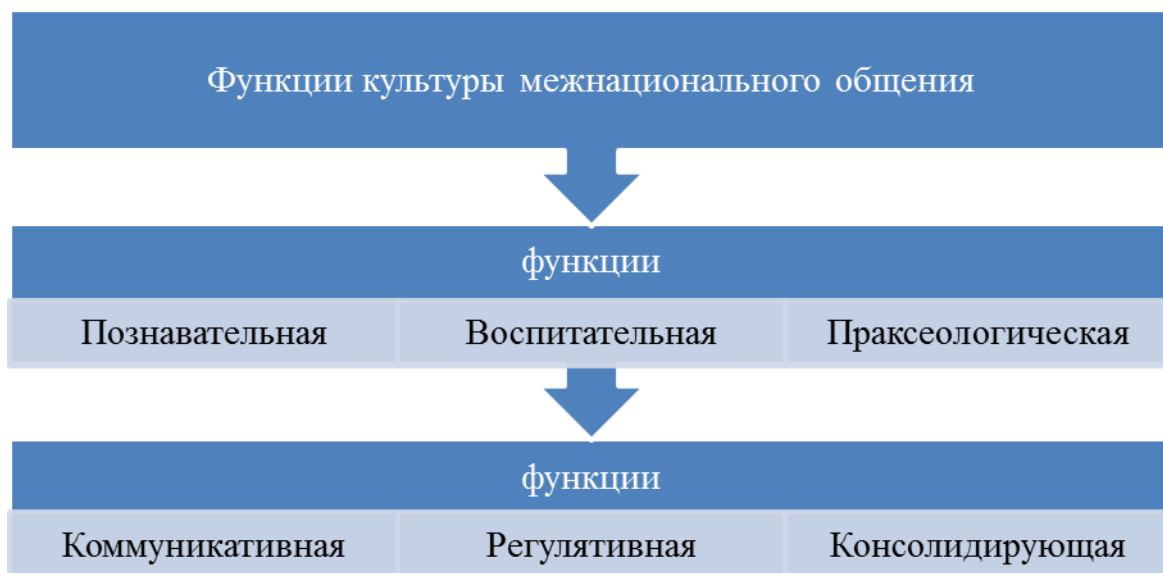 Функции культуры межнационального общения
функции
Познавательная Воспитательная Праксеологическая
функции
Коммуникативная Регулятивная Консолидирующая